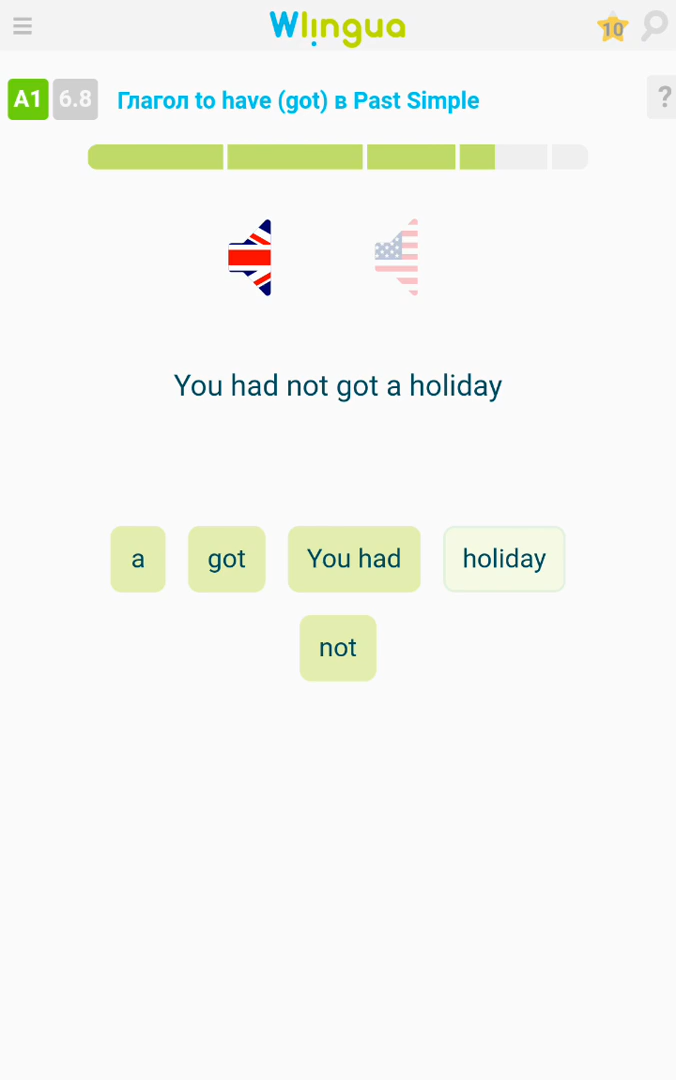 Wlingua
10
A1 6.8 Глагол to have (got) в Past Simple ?
You had not got a holiday
a got You had holiday
not